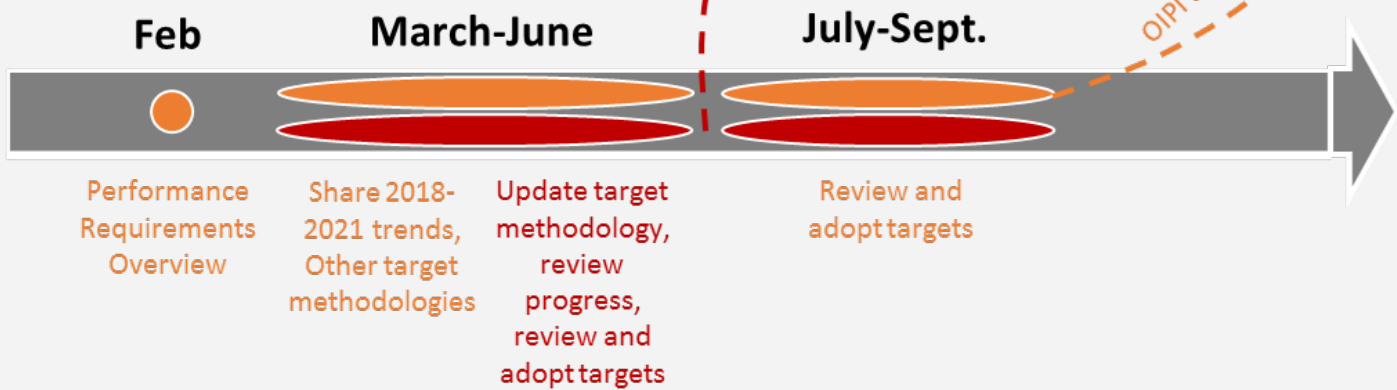 Feb
March-June
July-Sept.
OIPI
Performance
Requirements
Overview
Share 2018-
2021 trends,
Other target
methodologies
Update target
methodology,
review
progress,
review and
adopt targets
Review and
adopt targets